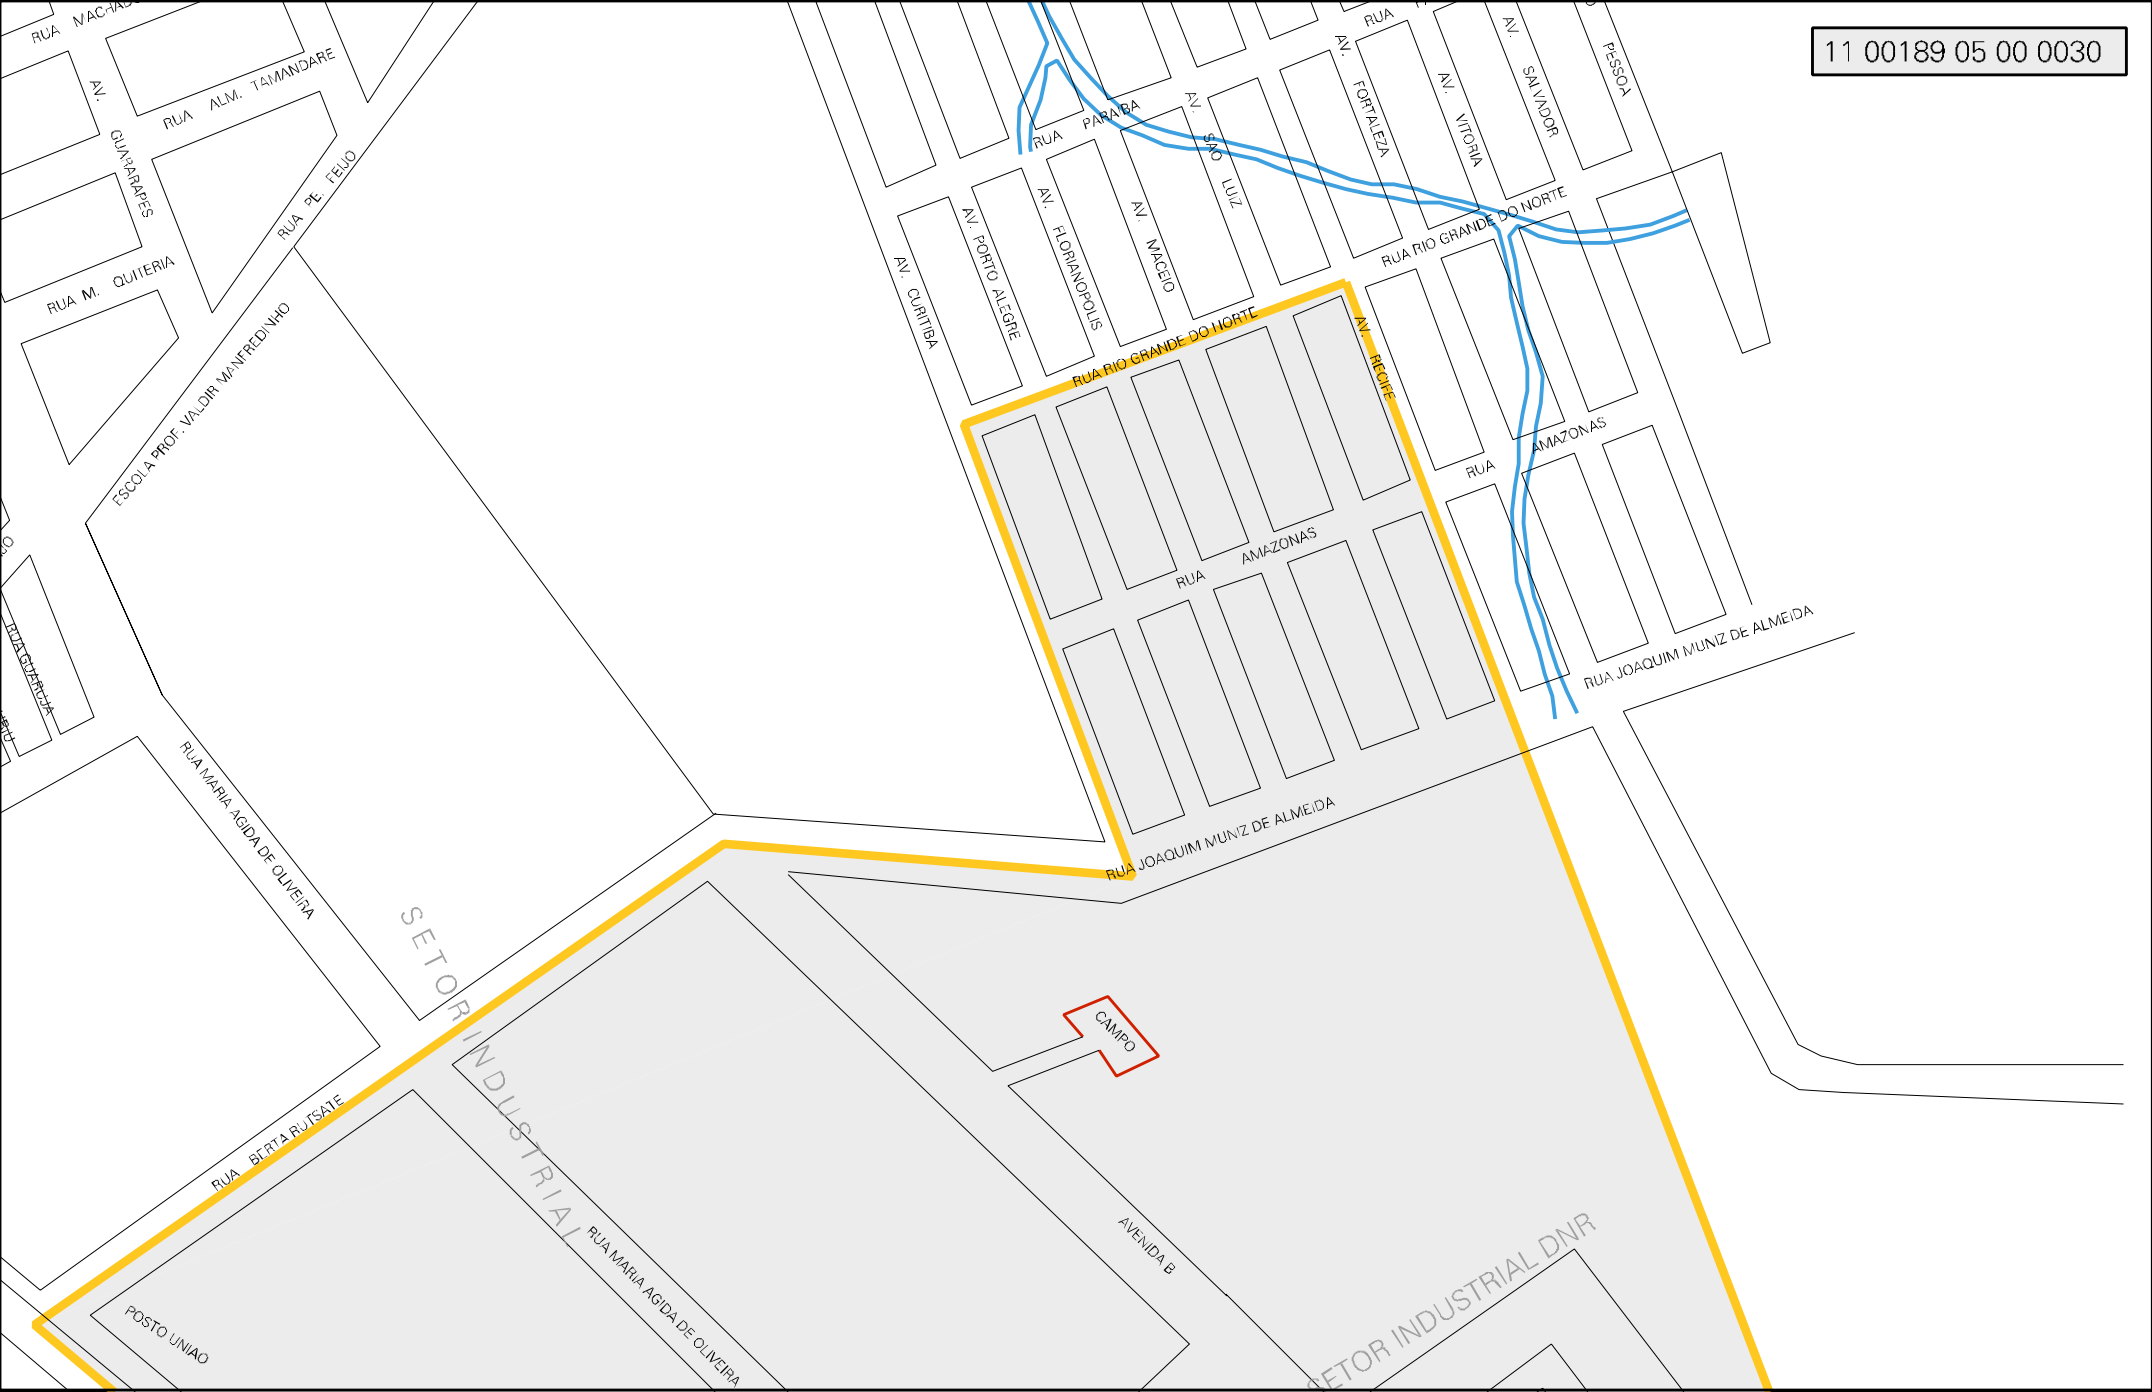 RUA
RUA ALM. TAMANDARE
AV. GUARARAPES
RUA PE. FEIJO
RUA M. QUITERIA
ESCOLA PROF. VALDIR MANFREDINHO
RUA GUARUJA
RUA MARIA AGIDA DE OLIVEIRA
RUA
AV. FORTALEZA
AV. VITORIA
AV. SALVADOR
PESSOA
11 00189 05 00 0030
RUA PARAIBA
AV. SAO LUIZ
AV. CURITIBA
AV. PORTO ALEGRE
AV. FLORIANOPOLIS
AV. MACEIO
RUA RIO GRANDE DO NORTE
RUA RIO GRANDE DO NORTE
AV. RECIFE
RUA AMAZONAS
RUA AMAZONAS
RUA JOAQUIM MUNIZ DE ALMEIDA
RUA JOAQUIM MUNIZ DE ALMEIDA
SETOR INDUSTRIAL
CAMPO
RUA BERTA RUTSATE
POSTO UNIAO
RUA MARIA AGIDA DE OLIVEIRA
AVENIDA B
SETOR INDUSTRIAL DNR